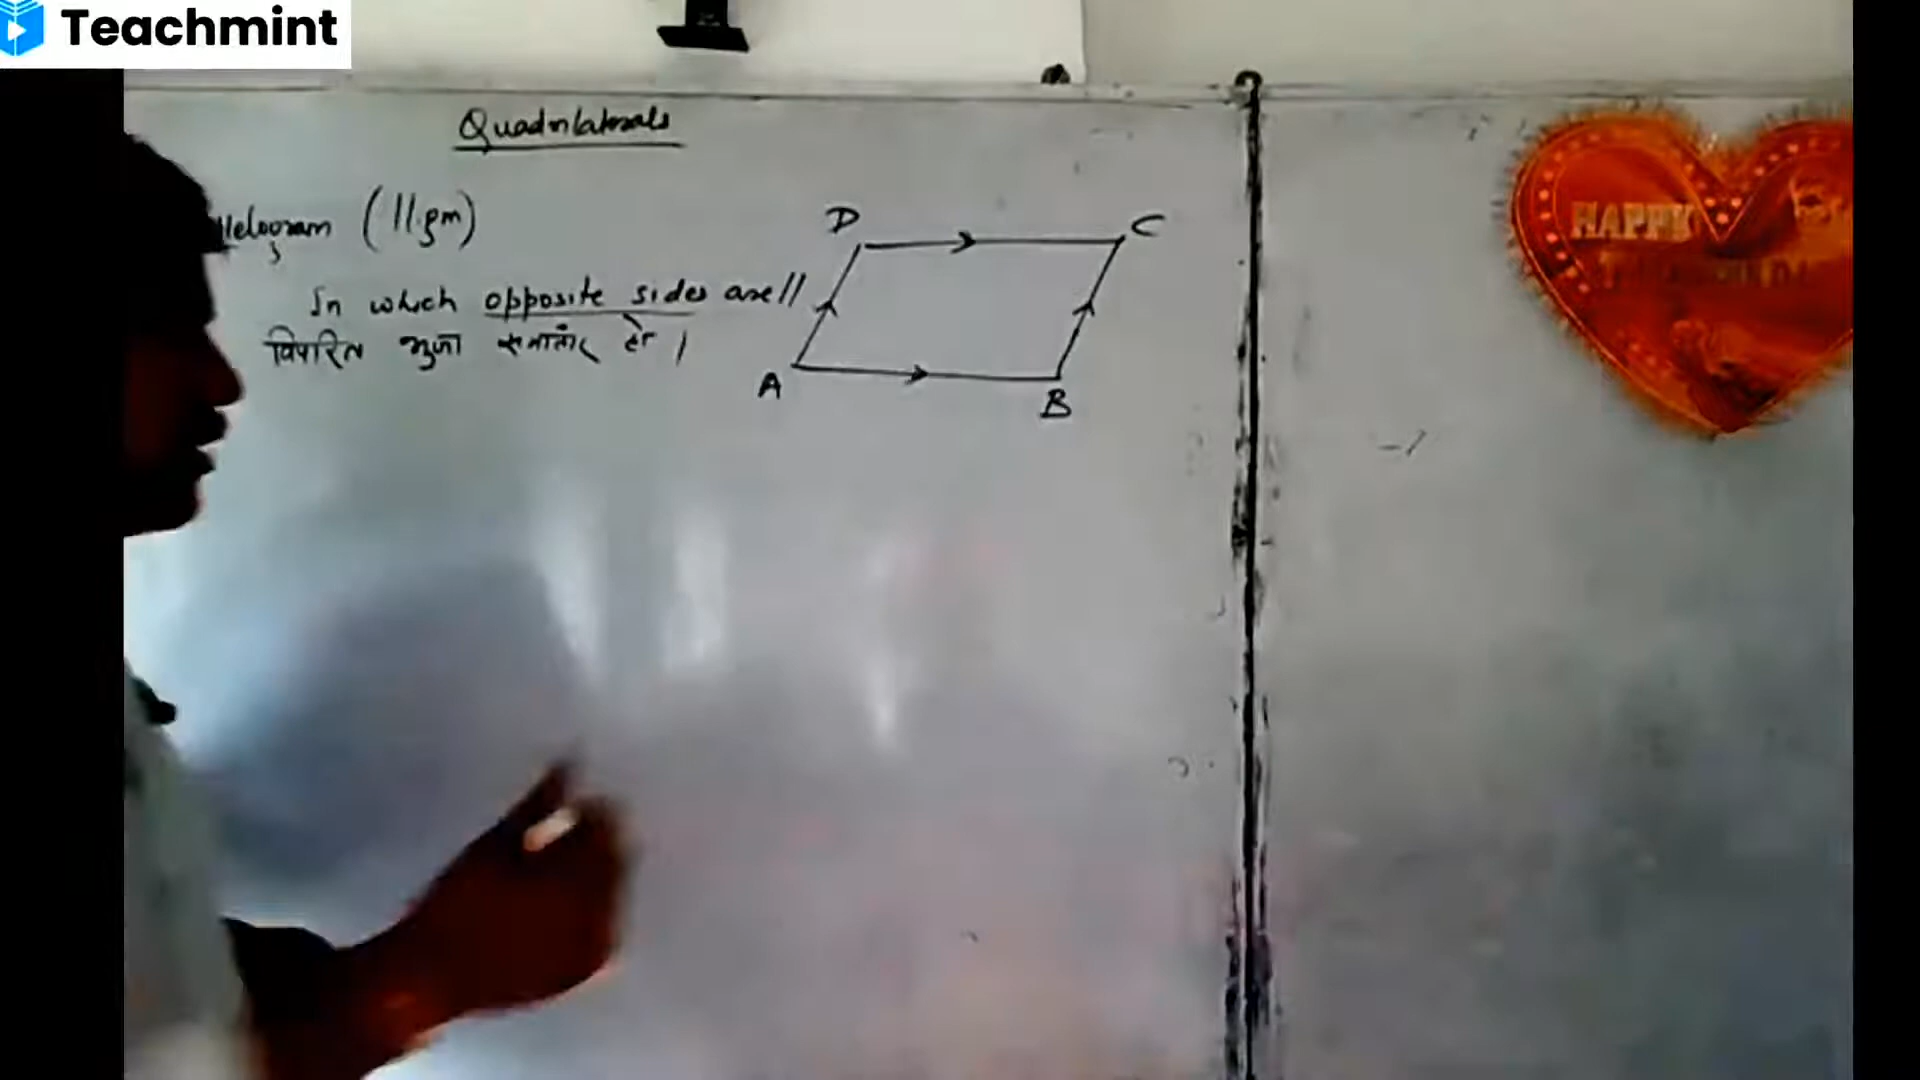 Teachmint
Quadrilaterals
llelogram (||gm)
In which opposite sides are //
विपरित भुजा समांतर हो |
D
C
A
B
HAPPY